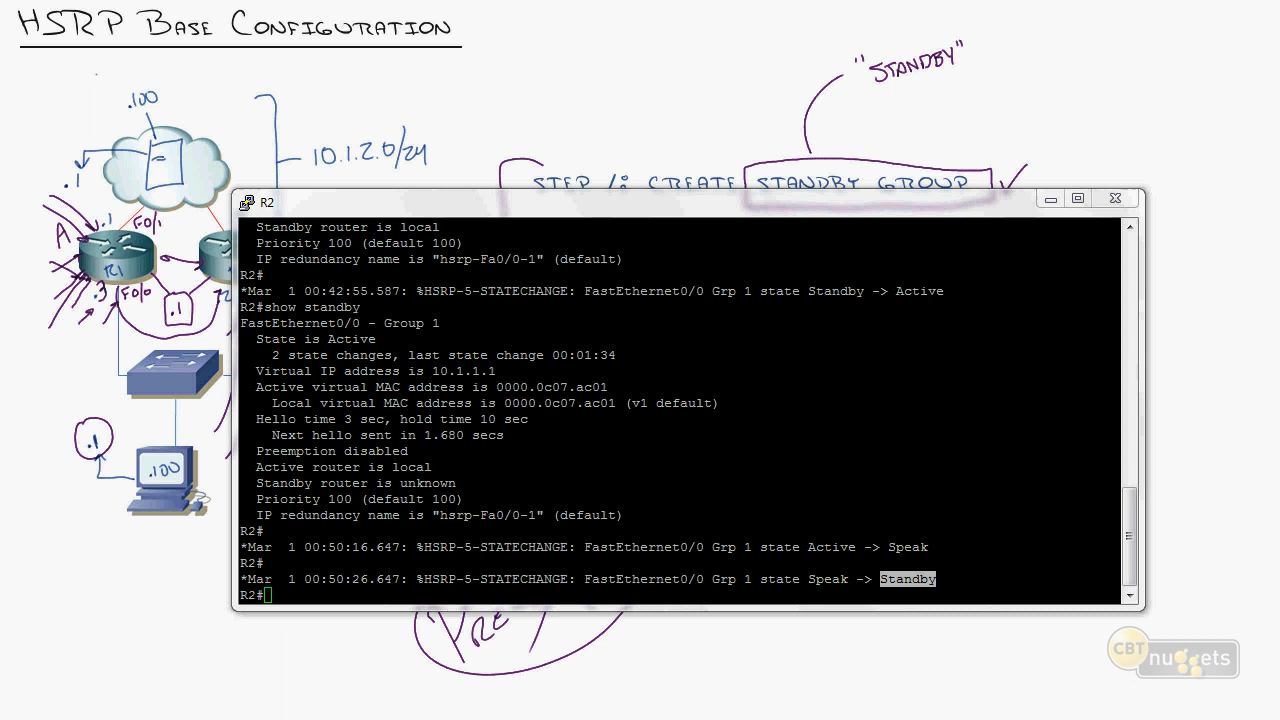 HSRP BASE CONFIGURATION
"STANDBY"
.100
10.1.2.0/24
.1
STEP 1: CREATE STANDBY GROUP
R2
.1
F0/1
A
R1
.3
F0/0
.1
Standby router is local
Priority 100 (default 100)
IP redundancy name is "hsrp-Fa0/0-1" (default)
R2#
*Mar  1 00:42:55.587: %HSRP-5-STATECHANGE: FastEthernet0/0 Grp 1 state Standby -> Active
R2#show standby
FastEthernet0/0 - Group 1
State is Active
2 state changes, last state change 00:01:34
Virtual IP address is 10.1.1.1
Active virtual MAC address is 0000.0c07.ac01
Local virtual MAC address is 0000.0c07.ac01 (v1 default)
Hello time 3 sec, hold time 10 sec
Next hello sent in 1.680 secs
Preemption disabled
Active router is local
Standby router is unknown
Priority 100 (default 100)
IP redundancy name is "hsrp-Fa0/0-1" (default)
R2#
*Mar  1 00:50:16.647: %HSRP-5-STATECHANGE: FastEthernet0/0 Grp 1 state Active -> Speak
R2#
*Mar  1 00:50:26.647: %HSRP-5-STATECHANGE: FastEthernet0/0 Grp 1 state Speak -> Standby
R2#
.1
.100
PRE
CBT nuggets